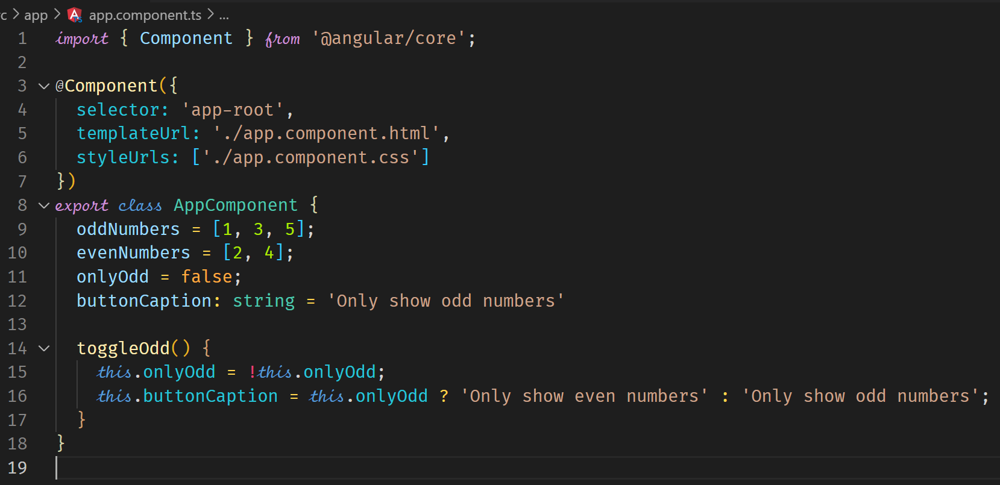 c > app > app.component.ts > ...
1 import { Component } from '@angular/core';
2
3 @Component({
4   selector: 'app-root',
5   templateUrl: './app.component.html',
6   styleUrls: ['./app.component.css']
7 })
8 export class AppComponent {
9   oddNumbers = [1, 3, 5];
10   evenNumbers = [2, 4];
11   onlyOdd = false;
12   buttonCaption: string = 'Only show odd numbers'
13
14   toggleOdd() {
15     this.onlyOdd = !this.onlyOdd;
16     this.buttonCaption = this.onlyOdd ? 'Only show even numbers' : 'Only show odd numbers';
17   }
18 }
19